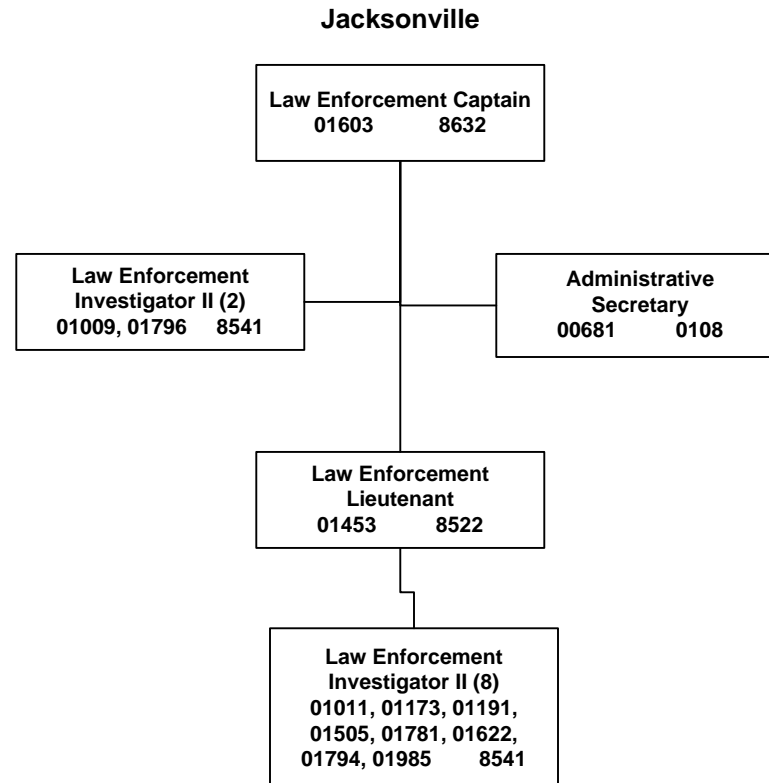 Jacksonville
Law Enforcement Captain
01603 8632
Law Enforcement
Investigator II (2)
01009, 01796 8541
Administrative
Secretary
00681 0108
Law Enforcement
Lieutenant
01453 8522
Law Enforcement
Investigator II (8)
01011, 01173, 01191,
01505, 01781, 01622,
01794, 01985 8541